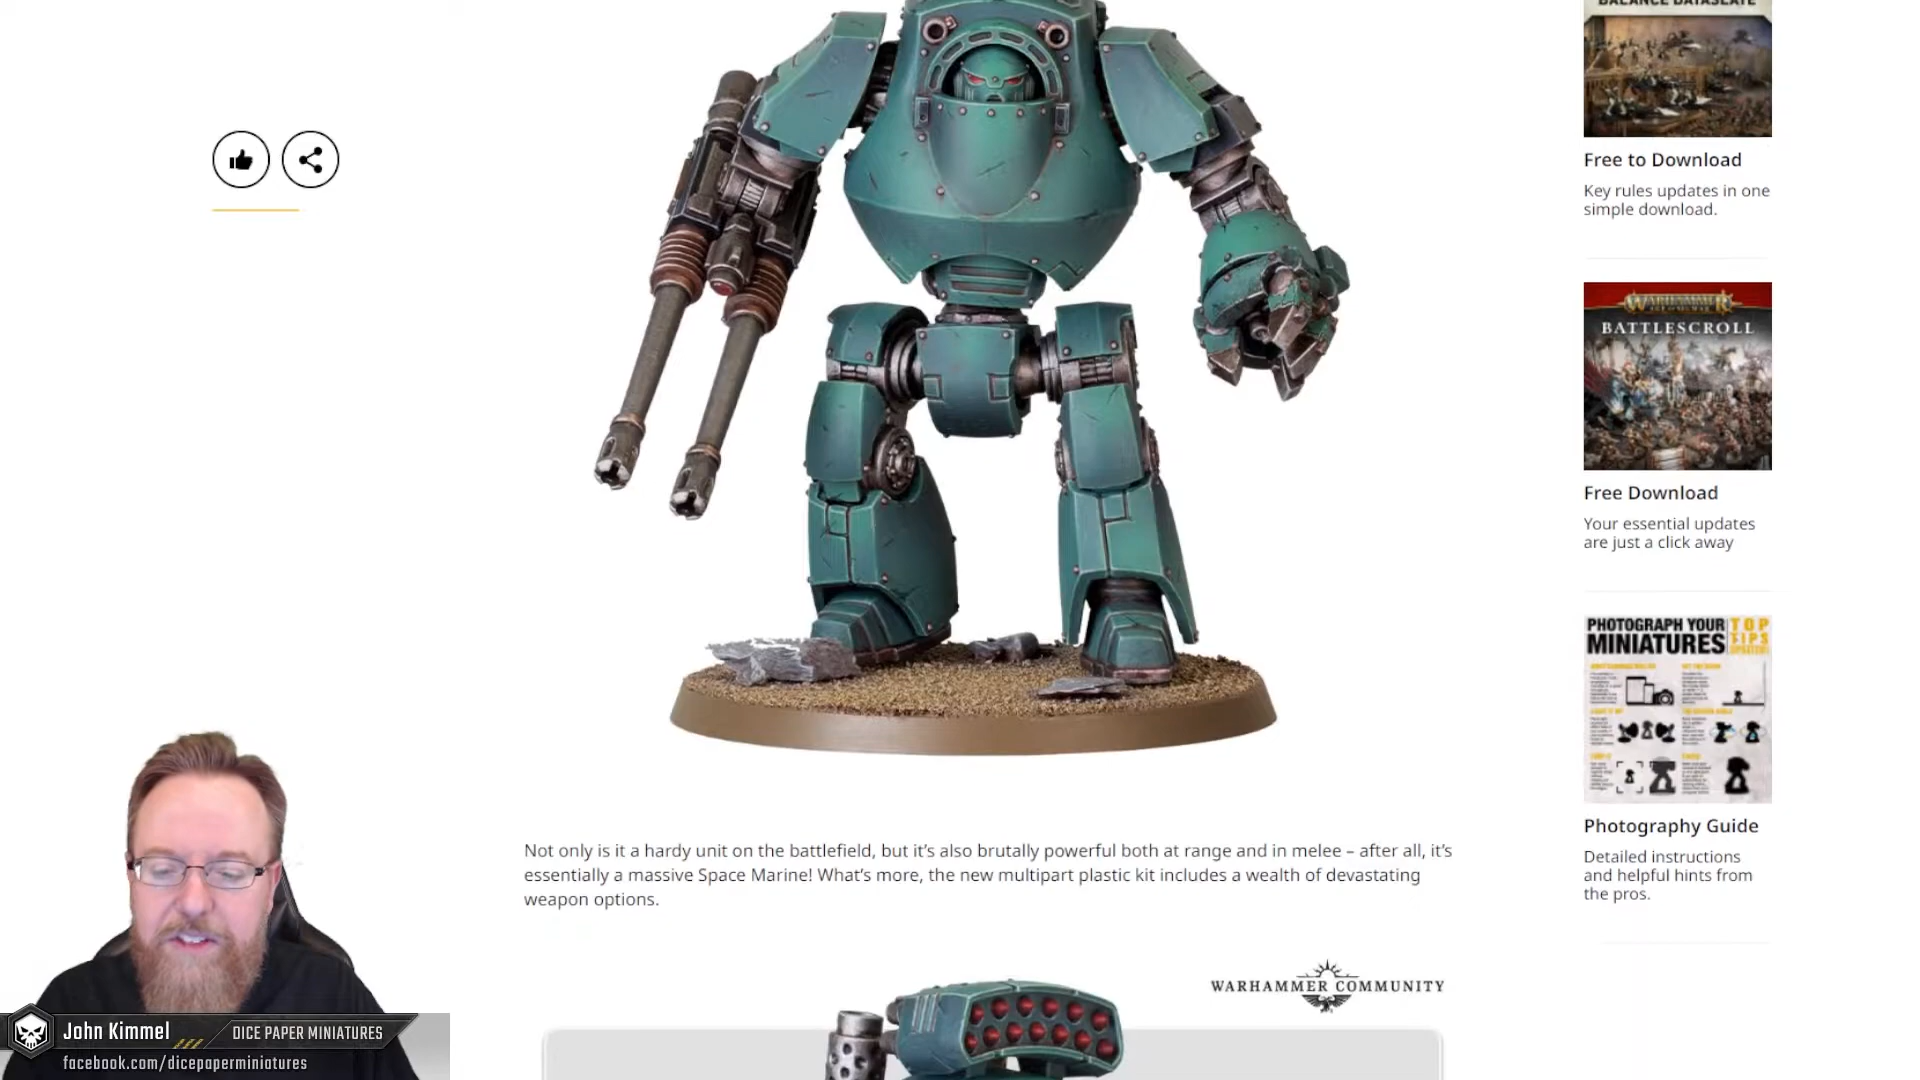 BALANCE DATASLATE
Free to Download
Key rules updates in one
simple download.
WARHAMMER
BATTLESCROLL
Free Download
Your essential updates
are just a click away
PHOTOGRAPH YOUR TOP
MINIATURES TIPS
Photography Guide
Detailed instructions
and helpful hints from
the pros.
Not only is it a hardy unit on the battlefield, but it’s also brutally powerful both at range and in melee – after all, it’s
essentially a massive Space Marine! What’s more, the new multipart plastic kit includes a wealth of devastating
weapon options.
WARHAMMER COMMUNITY
John Kimmel
DICE PAPER MINIATURES
facebook.com/dicepaperminiatures